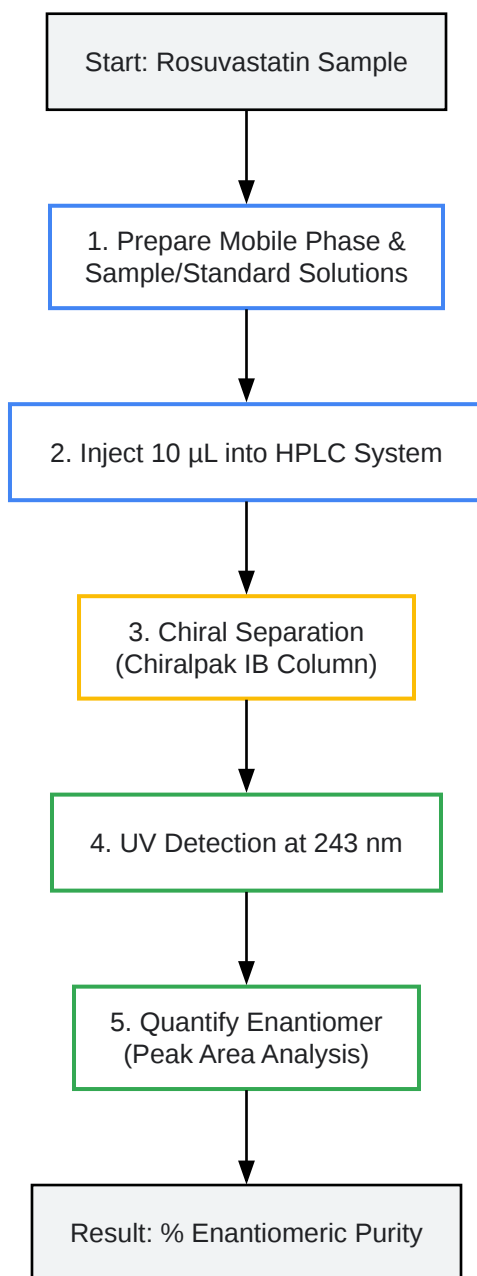 Start: Rosuvastatin Sample
1. Prepare Mobile Phase &
Sample/Standard Solutions
2. Inject 10 µL into HPLC System
3. Chiral Separation
(Chiralpak IB Column)
4. UV Detection at 243 nm
5. Quantify Enantiomer
(Peak Area Analysis)
Result: % Enantiomeric Purity